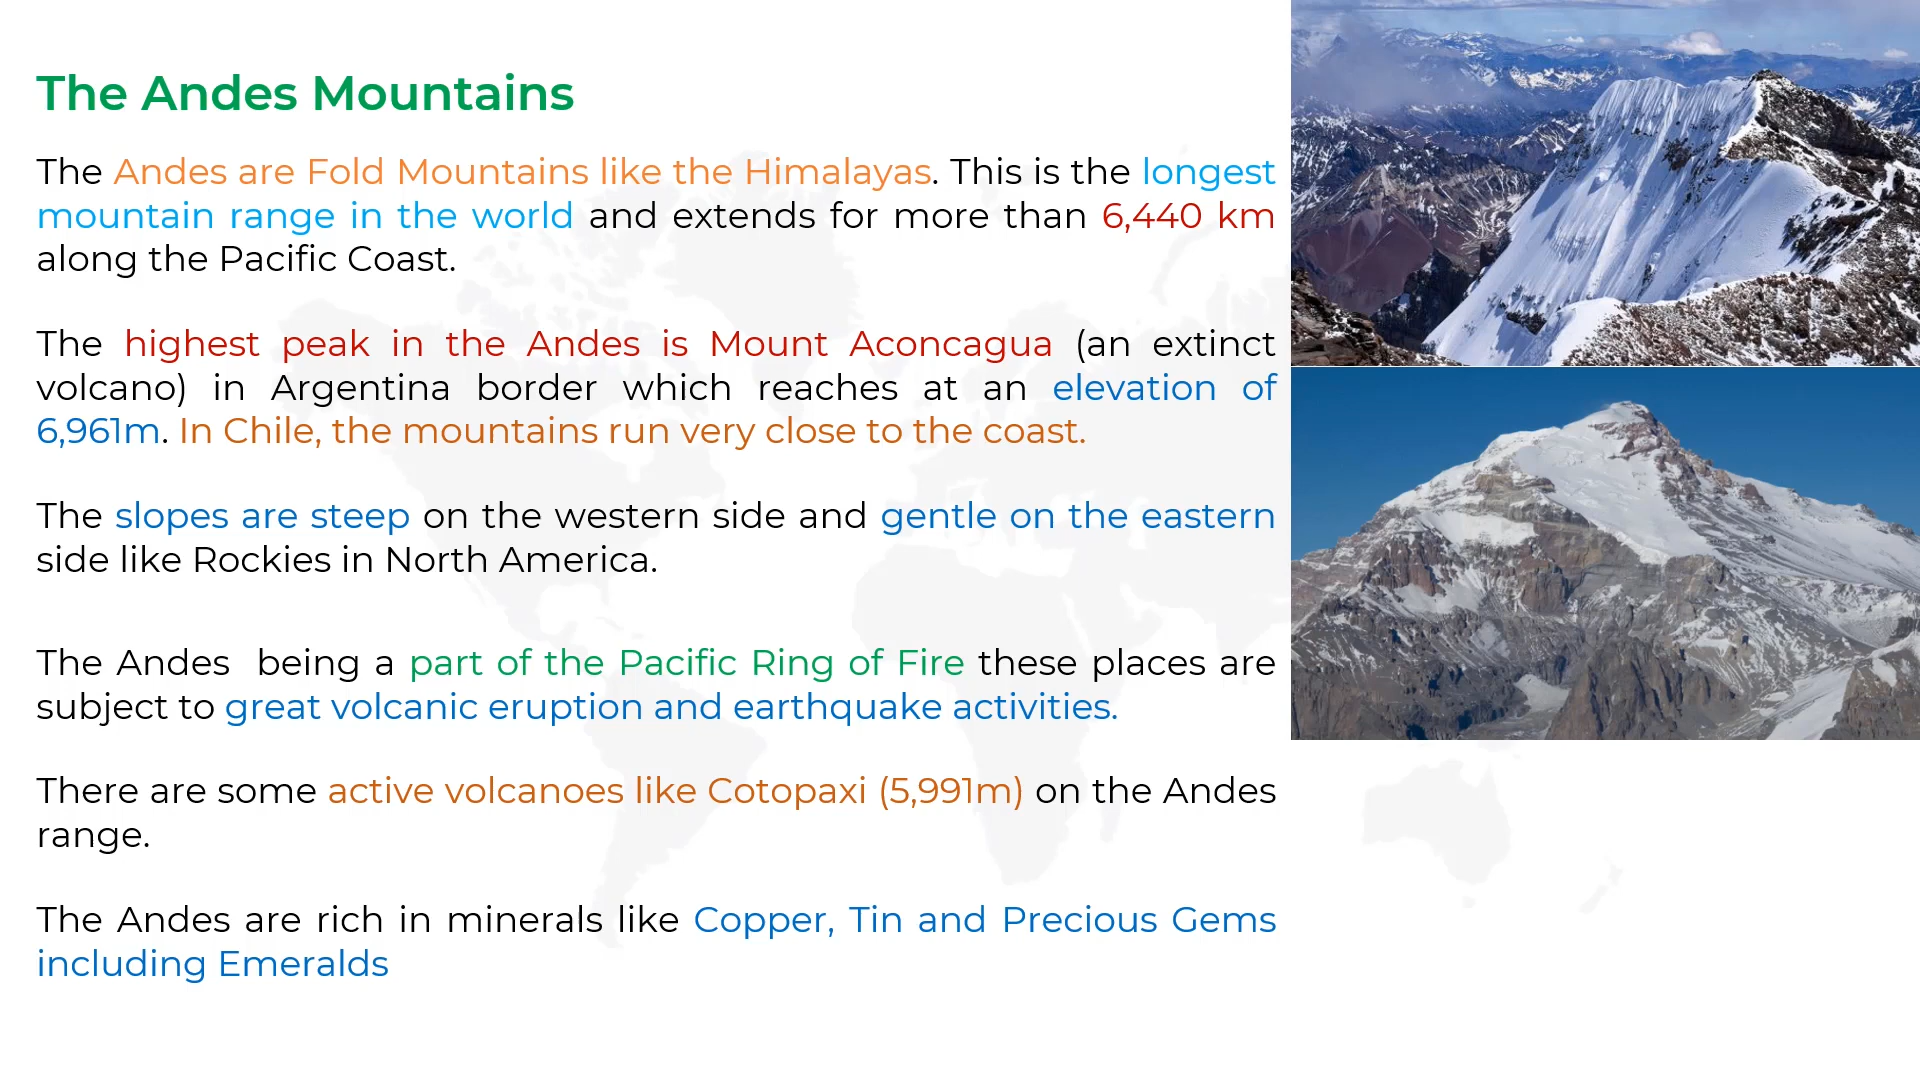 The Andes Mountains
The Andes are Fold Mountains like the Himalayas. This is the longest
mountain range in the world and extends for more than 6,440 km
along the Pacific Coast.
The highest peak in the Andes is Mount Aconcagua (an extinct
volcano) in Argentina border which reaches at an elevation of
6,961m. In Chile, the mountains run very close to the coast.
The slopes are steep on the western side and gentle on the eastern
side like Rockies in North America.
The Andes being a part of the Pacific Ring of Fire these places are
subject to great volcanic eruption and earthquake activities.
There are some active volcanoes like Cotopaxi (5,991m) on the Andes
range.
The Andes are rich in minerals like Copper, Tin and Precious Gems
including Emeralds